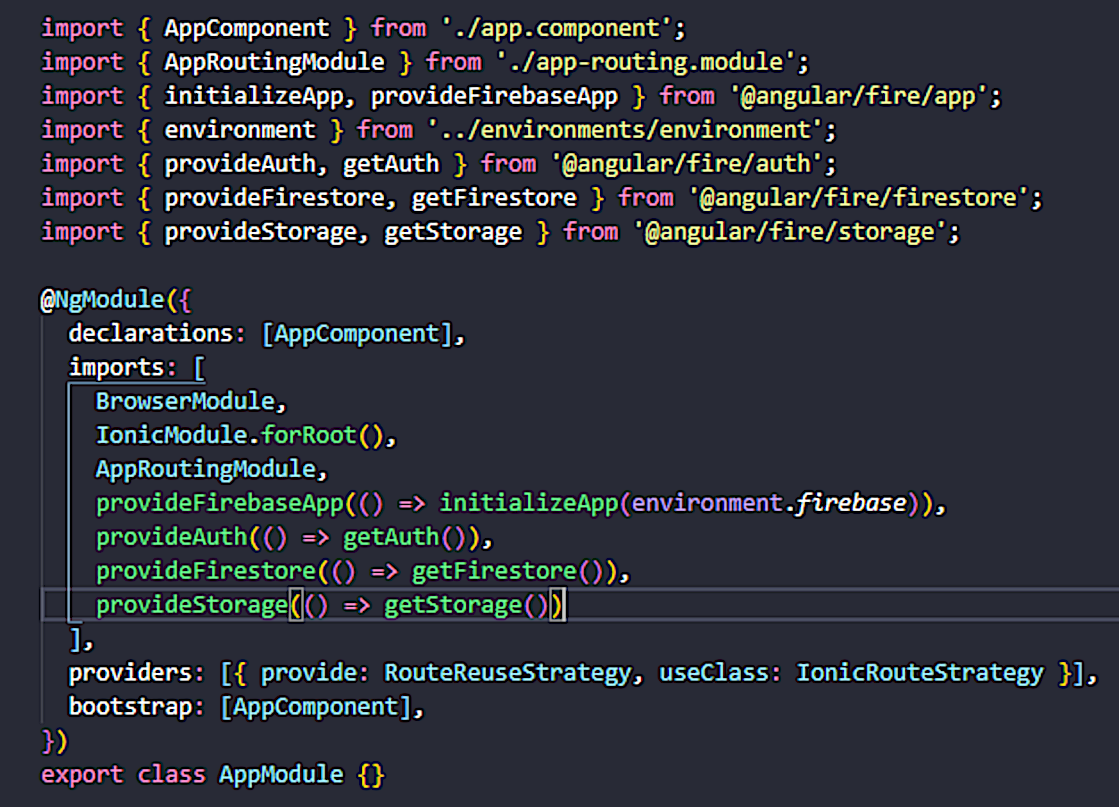 import { AppComponent } from './app.component';
import { AppRoutingModule } from './app-routing.module';
import { initializeApp, provideFirebaseApp } from '@angular/fire/app';
import { environment } from '../environments/environment';
import { provideAuth, getAuth } from '@angular/fire/auth';
import { provideFirestore, getFirestore } from '@angular/fire/firestore';
import { provideStorage, getStorage } from '@angular/fire/storage';

@NgModule({
  declarations: [AppComponent],
  imports: [
    BrowserModule,
    IonicModule.forRoot(),
    AppRoutingModule,
    provideFirebaseApp(() => initializeApp(environment.firebase)),
    provideAuth(() => getAuth()),
    provideFirestore(() => getFirestore()),
    provideStorage(() => getStorage())
  ],
  providers: [{ provide: RouteReuseStrategy, useClass: IonicRouteStrategy }],
  bootstrap: [AppComponent],
})
export class AppModule {}